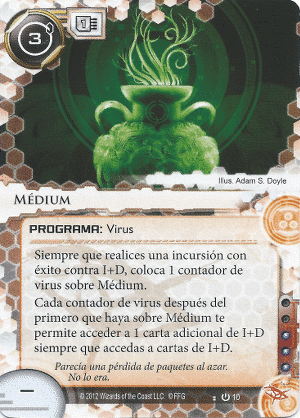 3
1
Illus. Adam S. Doyle
MÉDIUM
PROGRAMA: Virus
Siempre que realices una incursión con
éxito contra I+D, coloca 1 contador de
virus sobre Médium.
Cada contador de virus después del
primero que haya sobre Médium te
permite acceder a 1 carta adicional de I+D
siempre que accedas a cartas de I+D.
Parecía una pérdida de paquetes al azar.
No lo era.
–
© 2012 Wizards of the Coast LLC. © FFG
10